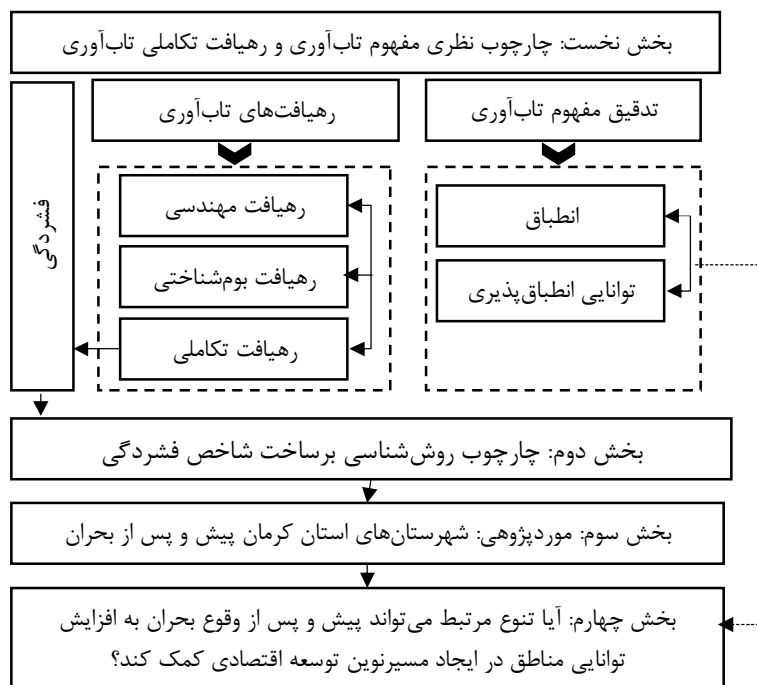 بخش نخست: چارچوب نظری مفهوم تاب‌آوری و رهیافت تکاملی تاب‌آوری
تدقیق مفهوم تاب‌آوری
انطباق
توانایی انطباق‌پذیری
رهیافت‌های تاب‌آوری
رهیافت مهندسی
رهیافت بوم‌شناختی
رهیافت تکاملی
فشردگی
بخش دوم: چارچوب روش‌شناسی برساخت شاخص فشردگی
بخش سوم: موردپژوهی: شهرستان‌های استان کرمان پیش و پس از بحران
بخش چهارم: آیا تنوع مرتبط می‌تواند پیش و پس از وقوع بحران به افزایش
توانایی مناطق در ایجاد مسیرنوین توسعه اقتصادی کمک کند؟